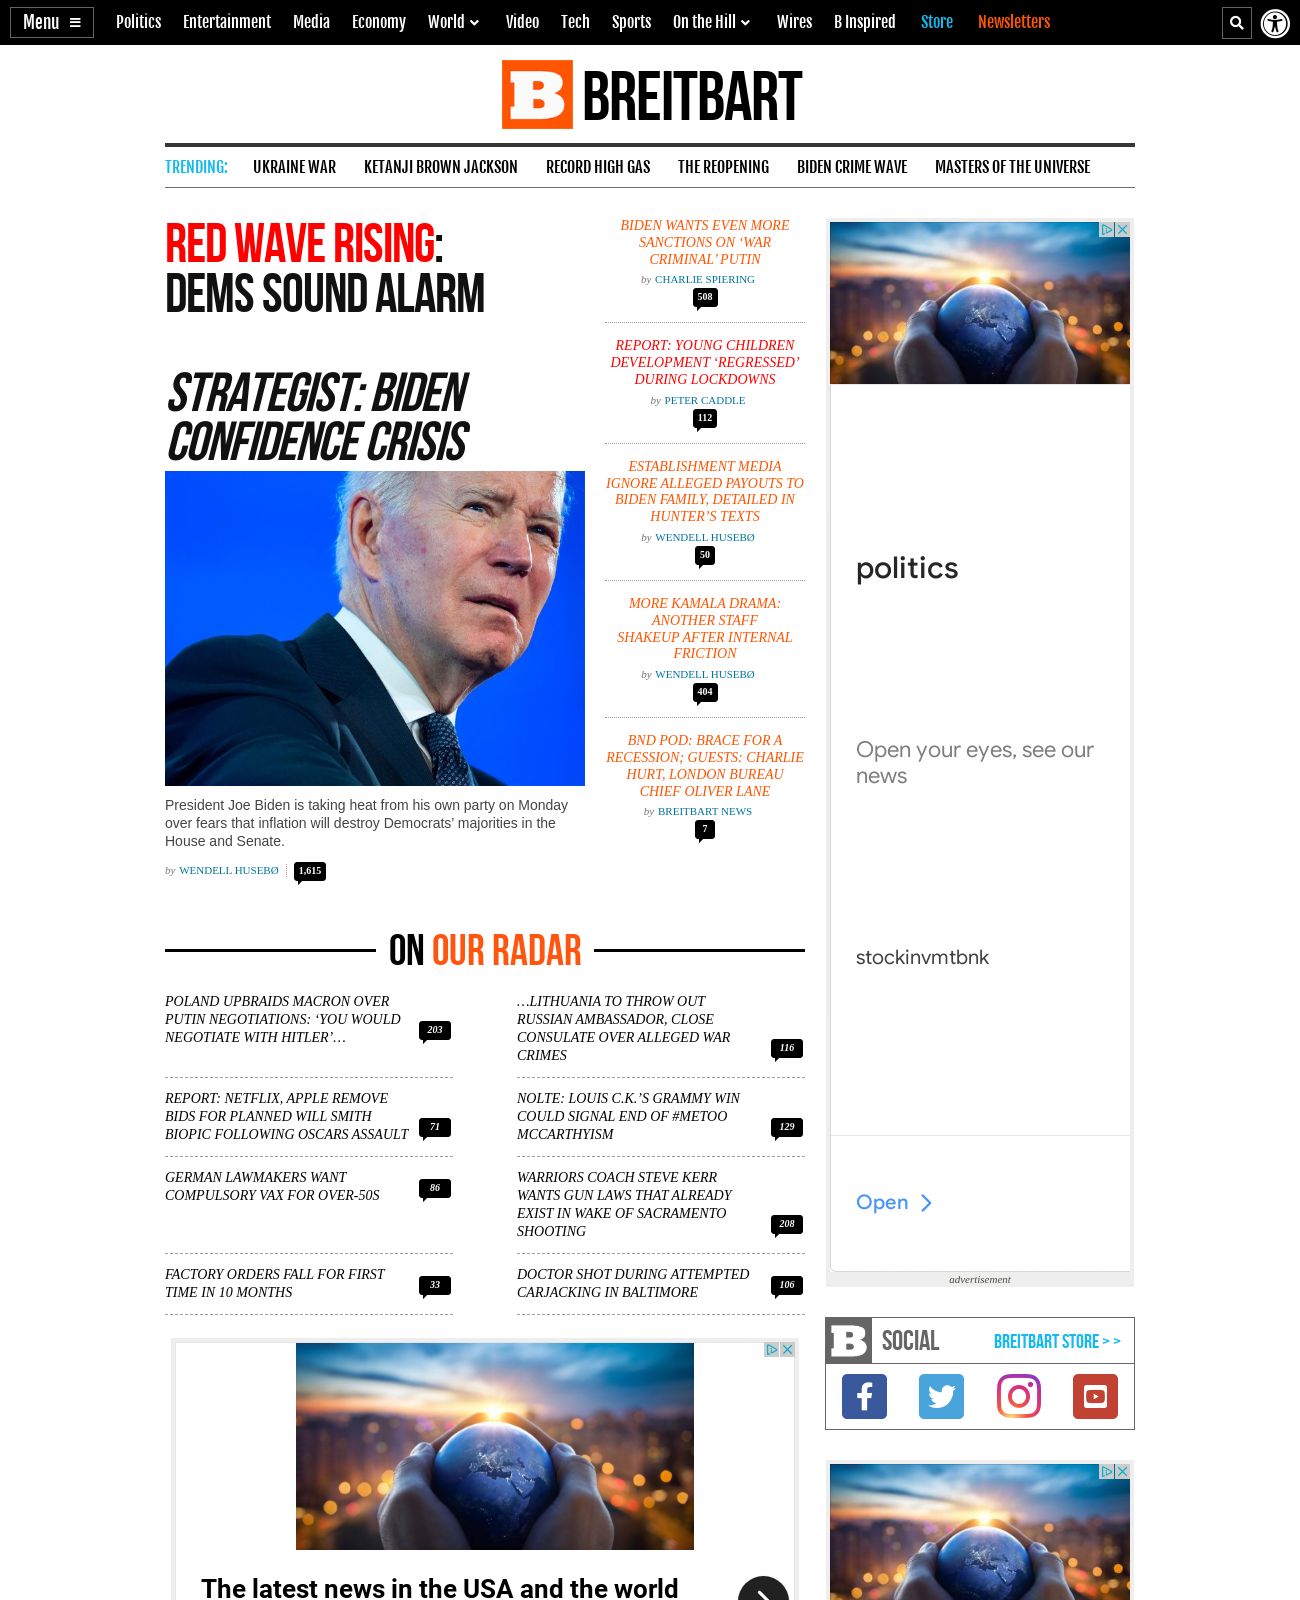 Menu Politics Entertainment Media Economy World Video Tech Sports On the Hill Wires B Inspired Store Newsletters
B BREITBART
TRENDING: UKRAINE WAR KETANJI BROWN JACKSON RECORD HIGH GAS THE REOPENING BIDEN CRIME WAVE MASTERS OF THE UNIVERSE
RED WAVE RISING:
DEMS SOUND ALARM
STRATEGIST: BIDEN
CONFIDENCE CRISIS
President Joe Biden is taking heat from his own party on Monday
over fears that inflation will destroy Democrats’ majorities in the
House and Senate.
by WENDELL HUSEBØ 1,615
BIDEN WANTS EVEN MORE
SANCTIONS ON ‘WAR
CRIMINAL’ PUTIN
by CHARLIE SPIERING
508
REPORT: YOUNG CHILDREN
DEVELOPMENT ‘REGRESSED’
DURING LOCKDOWNS
by PETER CADDLE
112
ESTABLISHMENT MEDIA
IGNORE ALLEGED PAYOUTS TO
BIDEN FAMILY, DETAILED IN
HUNTER’S TEXTS
by WENDELL HUSEBØ
50
MORE KAMALA DRAMA:
ANOTHER STAFF
SHAKEUP AFTER INTERNAL
FRICTION
by WENDELL HUSEBØ
404
BND POD: BRACE FOR A
RECESSION; GUESTS: CHARLIE
HURT, LONDON BUREAU
CHIEF OLIVER LANE
by BREITBART NEWS
7
ON OUR RADAR
POLAND UPBRAIDS MACRON OVER
PUTIN NEGOTIATIONS: ‘YOU WOULD
NEGOTIATE WITH HITLER’…
203
…LITHUANIA TO THROW OUT
RUSSIAN AMBASSADOR, CLOSE
CONSULATE OVER ALLEGED WAR
CRIMES
116
REPORT: NETFLIX, APPLE REMOVE
BIDS FOR PLANNED WILL SMITH
BIOPIC FOLLOWING OSCARS ASSAULT
71
NOLTE: LOUIS C.K.’S GRAMMY WIN
COULD SIGNAL END OF #METOO
MCCARTHYISM
129
GERMAN LAWMAKERS WANT
COMPULSORY VAX FOR OVER-50S
86
WARRIORS COACH STEVE KERR
WANTS GUN LAWS THAT ALREADY
EXIST IN WAKE OF SACRAMENTO
SHOOTING
208
FACTORY ORDERS FALL FOR FIRST
TIME IN 10 MONTHS
33
DOCTOR SHOT DURING ATTEMPTED
CARJACKING IN BALTIMORE
106
The latest news in the USA and the world
politics
Open your eyes, see our
news
stockinvmtbnk
Open
advertisement
B SOCIAL BREITBART STORE > >